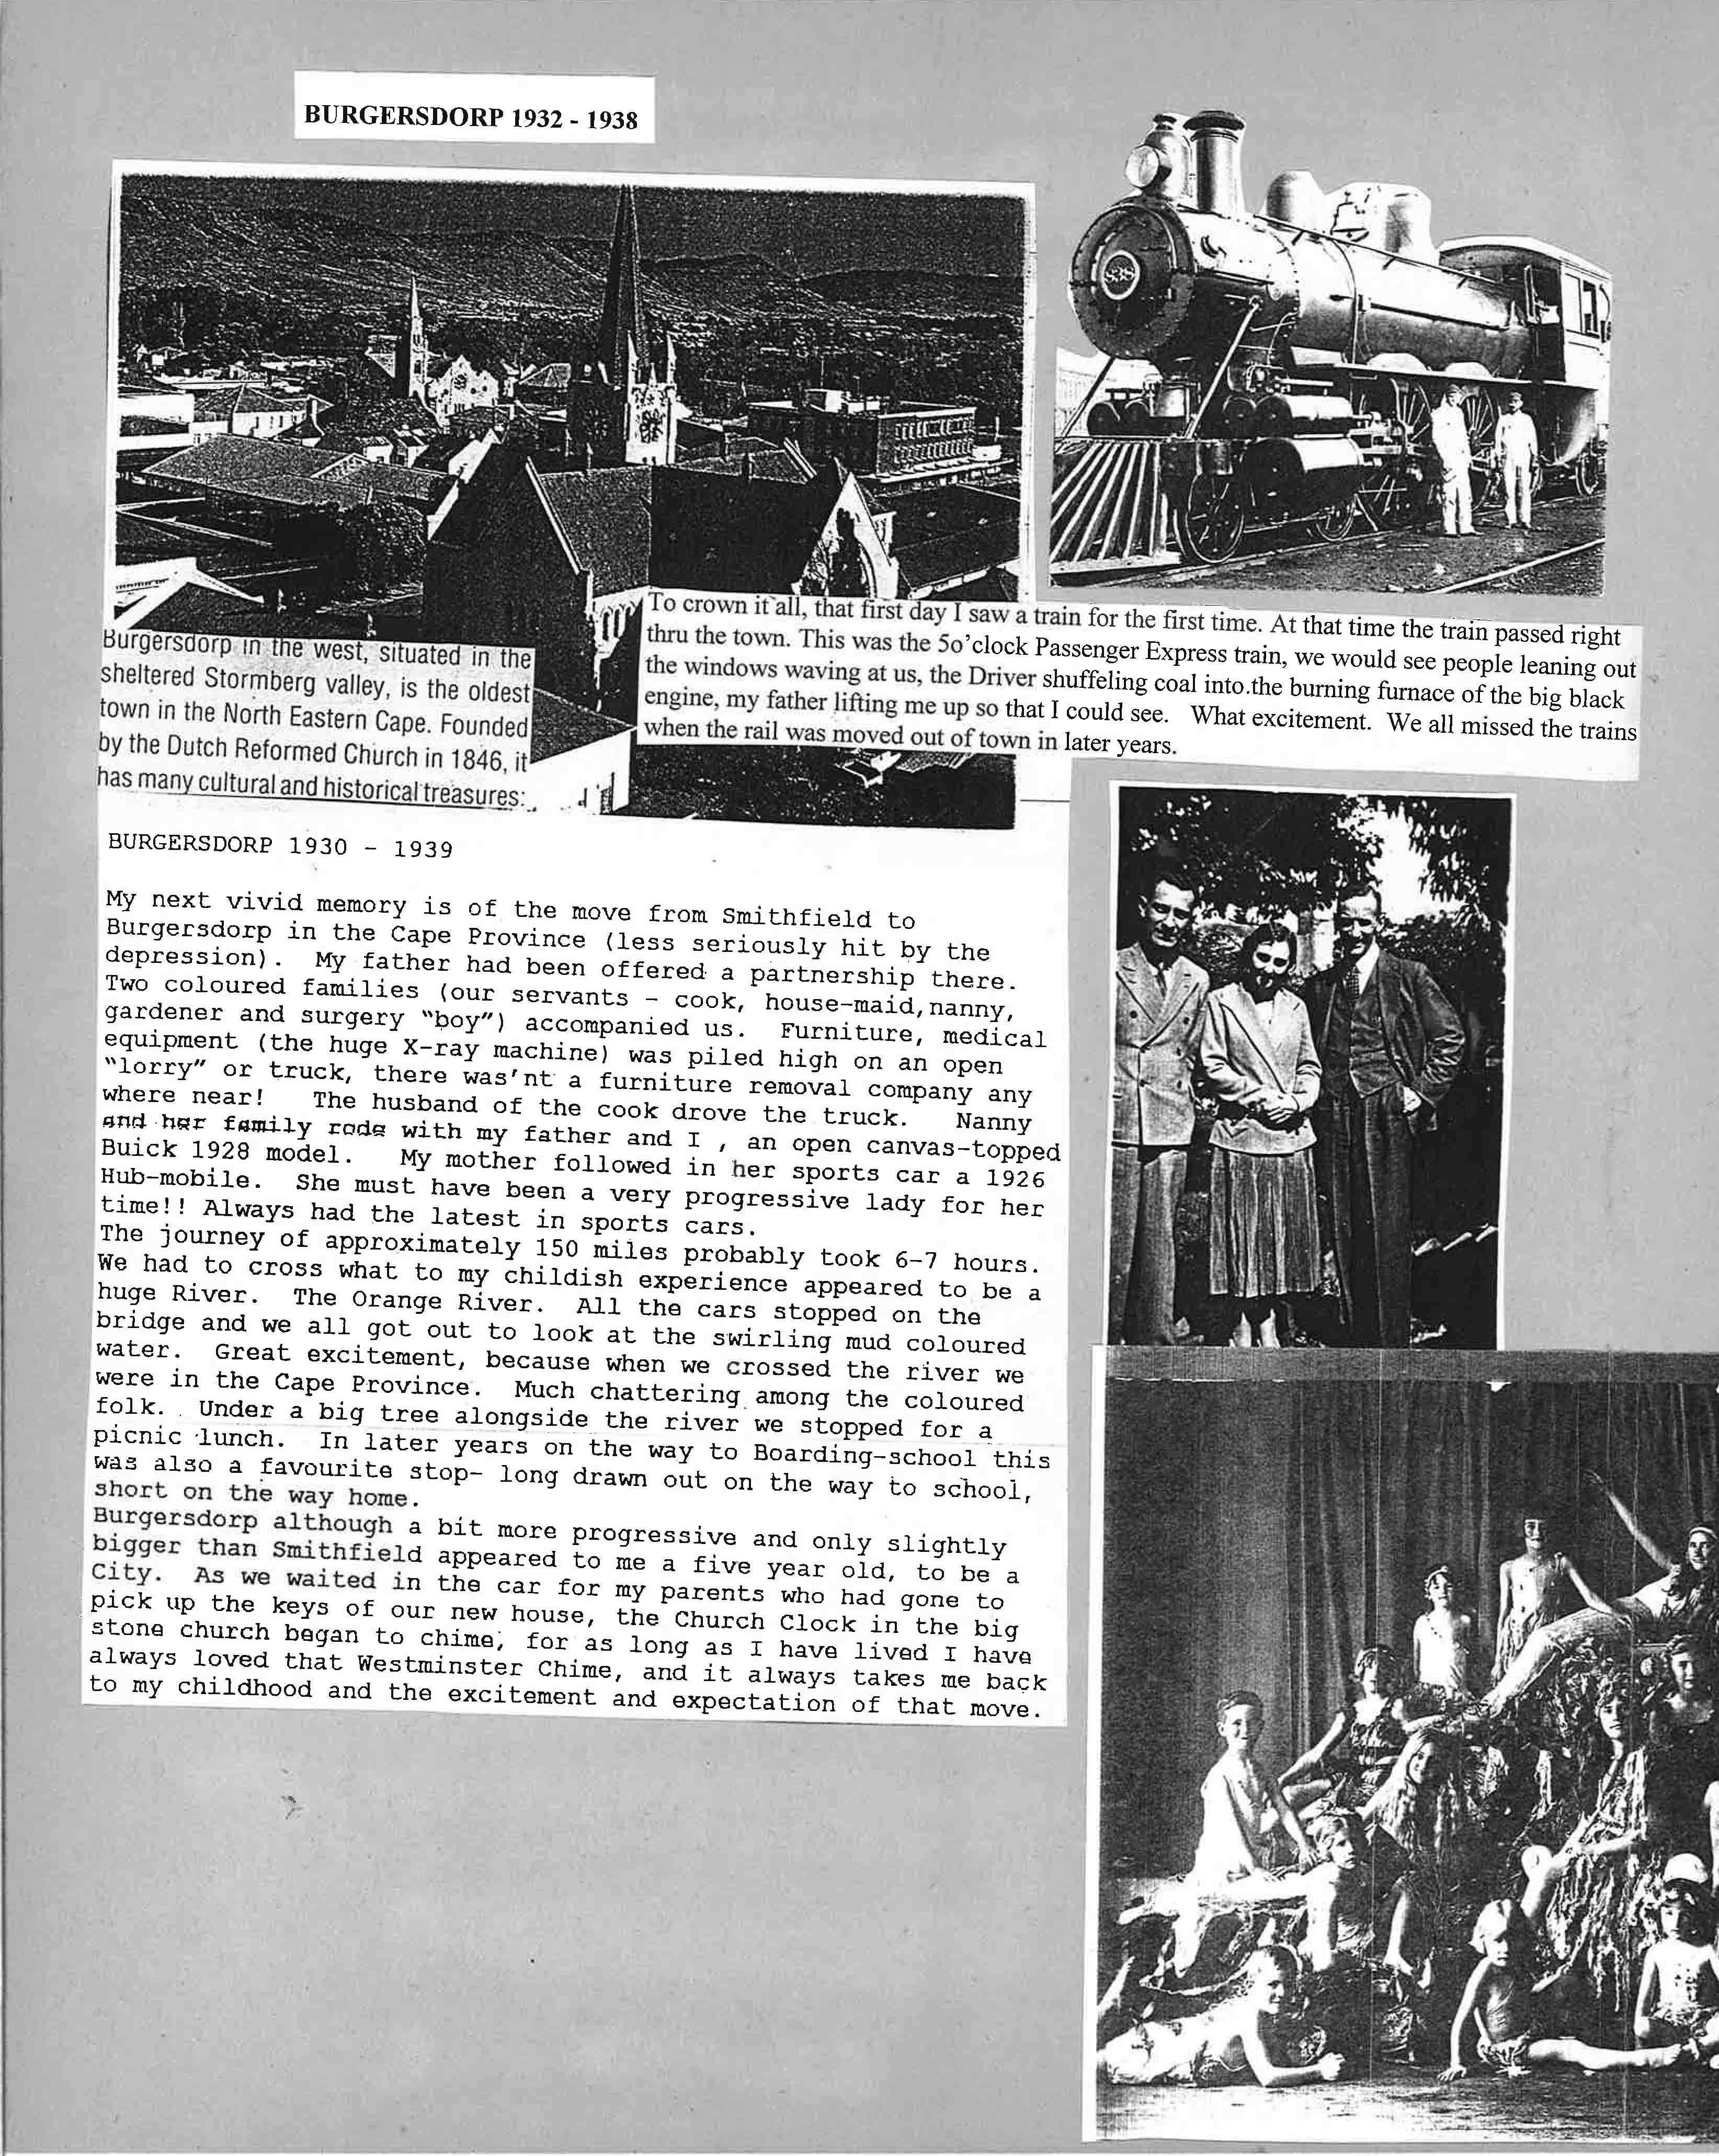 BURGERSDORP 1932 - 1938
838
To crown it all, that first day I saw a train for the first time. At that time the train passed right
thru the town. This was the 5o'clock Passenger Express train, we would see people leaning out
the windows waving at us, the Driver shuffeling coal into.the burning furnace of the big black
engine, my father lifting me up so that I could see. What excitement. We all missed the trains
when the rail was moved out of town in later years.
Burgersdorp in the west, situated in the
sheltered Stormberg valley, is the oldest
town in the North Eastern Cape. Founded
by the Dutch Reformed Church in 1846, it
has many cultural and historical treasures:
BURGERSDORP 1930 - 1939
My next vivid memory is of the move from Smithfield to
Burgersdorp in the Cape Province (less seriously hit by the
depression). My father had been offered a partnership there.
Two coloured families (our servants - cook, house-maid, nanny,
gardener and surgery "boy") accompanied us. Furniture, medical
equipment (the huge X-ray machine) was piled high on an open
"lorry" or truck, there was'nt a furniture removal company any
where near! The husband of the cook drove the truck. Nanny
and her family rode with my father and I , an open canvas-topped
Buick 1928 model. My mother followed in her sports car a 1926
Hub-mobile. She must have been a very progressive lady for her
time!! Always had the latest in sports cars.
The journey of approximately 150 miles probably took 6-7 hours.
We had to cross what to my childish experience appeared to be a
huge River. The Orange River. All the cars stopped on the
bridge and we all got out to look at the swirling mud coloured
water. Great excitement, because when we crossed the river we
were in the Cape Province. Much chattering among the coloured
folk. Under a big tree alongside the river we stopped for a
picnic lunch. In later years on the way to Boarding-school this
was also a favourite stop- long drawn out on the way to school,
short on the way home.
Burgersdorp although a bit more progressive and only slightly
bigger than Smithfield appeared to me a five year old, to be a
City. As we waited in the car for my parents who had gone to
pick up the keys of our new house, the Church Clock in the big
stone church began to chime, for as long as I have lived I have
always loved that Westminster Chime, and it always takes me back
to my childhood and the excitement and expectation of that move.